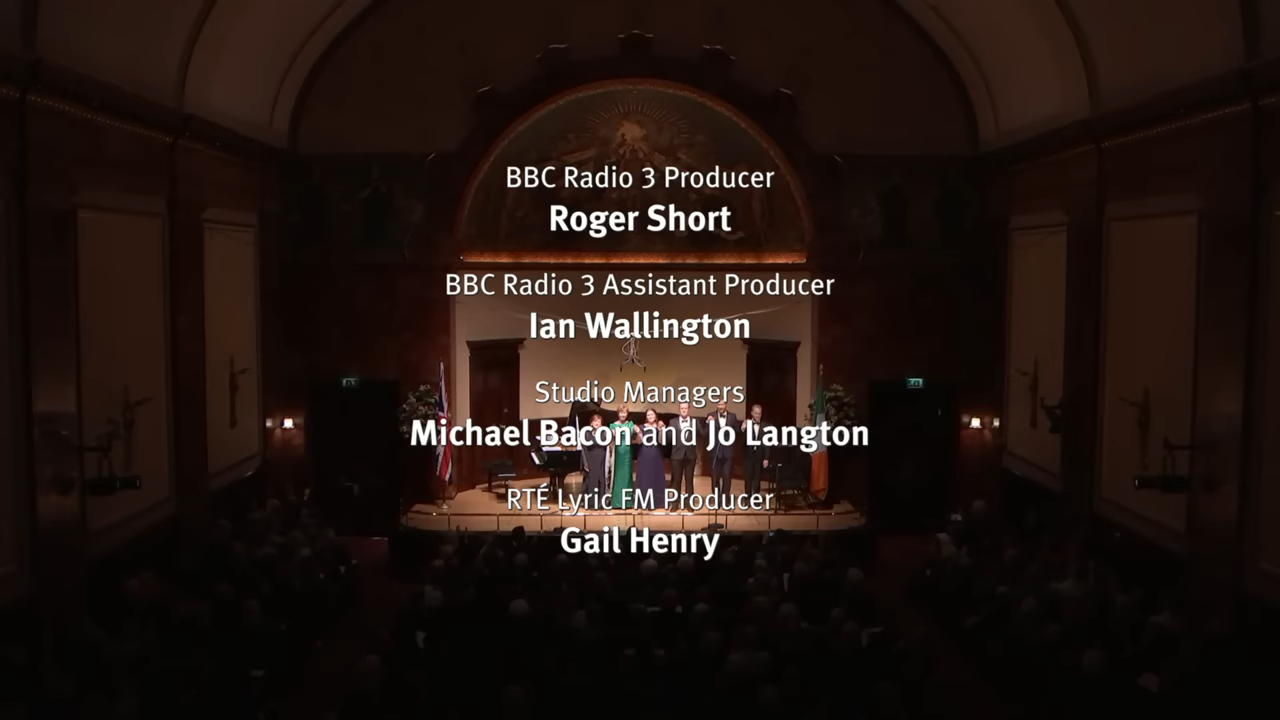 BBC Radio 3 Producer
Roger Short
BBC Radio 3 Assistant Producer
Ian Wallington
Studio Managers
Michael Bacon and Jo Langton
RTÉ Lyric FM Producer
Gail Henry